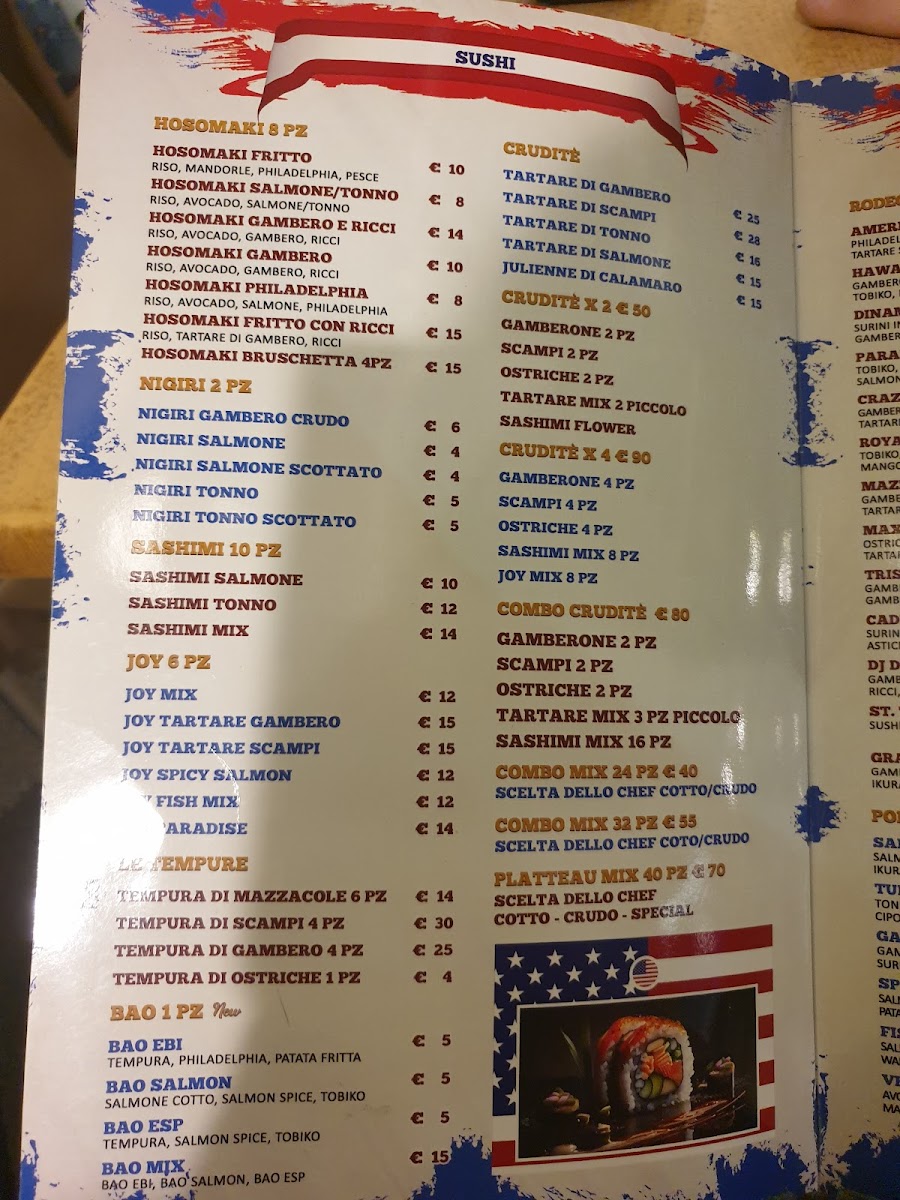 SUSHI
HOSOMAKI 8 PZ
HOSOMAKI FRITTO € 10
RISO, MANDORLE, PHILADELPHIA, PESCE
HOSOMAKI SALMONE/TONNO € 8
RISO, AVOCADO, SALMONE/TONNO
HOSOMAKI GAMBERO E RICCI € 14
RISO, AVOCADO, GAMBERO, RICCI
HOSOMAKI GAMBERO € 10
RISO, AVOCADO, GAMBERO, RICCI
HOSOMAKI PHILADELPHIA € 8
RISO, AVOCADO, SALMONE, PHILADELPHIA
HOSOMAKI FRITTO CON RICCI € 15
RISO, TARTARE DI GAMBERO, RICCI
HOSOMAKI BRUSCHETTA 4PZ € 15
NIGIRI 2 PZ
NIGIRI GAMBERO CRUDO € 6
NIGIRI SALMONE € 4
NIGIRI SALMONE SCOTTATO € 4
NIGIRI TONNO € 5
NIGIRI TONNO SCOTTATO € 5
SASHIMI 10 PZ
SASHIMI SALMONE € 10
SASHIMI TONNO € 12
SASHIMI MIX € 14
JOY 6 PZ
JOY MIX € 12
JOY TARTARE GAMBERO € 15
JOY TARTARE SCAMPI € 15
JOY SPICY SALMON € 12
FISH MIX € 12
PARADISE € 14
LE TEMPURE
TEMPURA DI MAZZACOLE 6 PZ € 14
TEMPURA DI SCAMPI 4 PZ € 30
TEMPURA DI GAMBERO 4 PZ € 25
TEMPURA DI OSTRICHE 1 PZ € 4
BAO 1 PZ New
BAO EBI € 5
TEMPURA, PHILADELPHIA, PATATA FRITTA
BAO SALMON € 5
SALMONE COTTO, SALMON SPICE, TOBIKO
BAO ESP € 5
TEMPURA, SALMON SPICE, TOBIKO
BAO MIX € 15
BAO EBI, BAO SALMON, BAO ESP
CRUDITÈ
TARTARE DI GAMBERO € 25
TARTARE DI SCAMPI € 28
TARTARE DI TONNO € 16
TARTARE DI SALMONE € 15
JULIENNE DI CALAMARO € 15
CRUDITÈ X 2 € 50
GAMBERONE 2 PZ
SCAMPI 2 PZ
OSTRICHE 2 PZ
TARTARE MIX 2 PICCOLO
SASHIMI FLOWER
CRUDITÈ X 4 € 90
GAMBERONE 4 PZ
SCAMPI 4 PZ
OSTRICHE 4 PZ
SASHIMI MIX 8 PZ
JOY MIX 8 PZ
COMBO CRUDITÈ € 80
GAMBERONE 2 PZ
SCAMPI 2 PZ
OSTRICHE 2 PZ
TARTARE MIX 3 PZ PICCOLO
SASHIMI MIX 16 PZ
COMBO MIX 24 PZ € 40
SCELTA DELLO CHEF COTTO/CRUDO
COMBO MIX 32 PZ € 55
SCELTA DELLO CHEF COTO/CRUDO
PLATTEAU MIX 40 PZ € 70
SCELTA DELLO CHEF
COTTO - CRUDO - SPECIAL